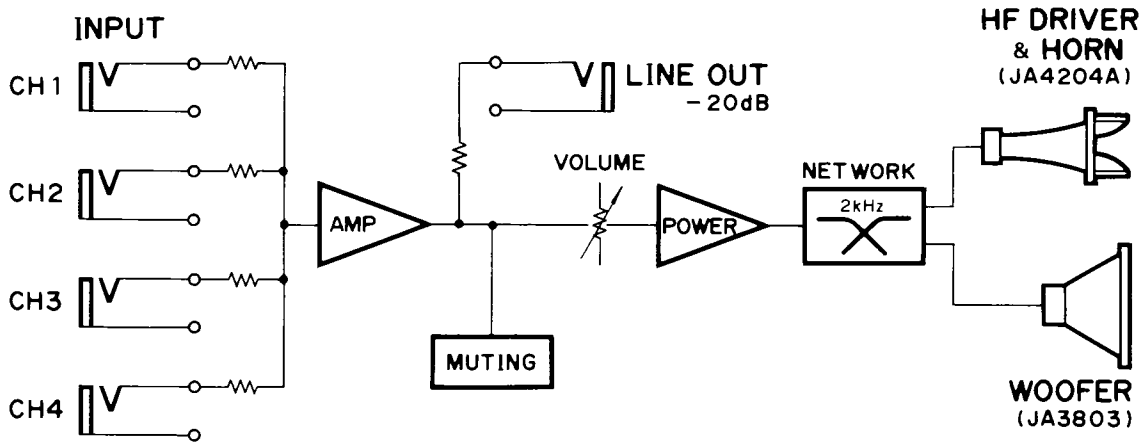 INPUT
CH1
CH2
CH3
CH4
AMP
LINE OUT
-20dB
MUTING
VOLUME
POWER
NETWORK
2kHz
HF DRIVER
& HORN
(JA4204A)
WOOFER
(JA3803)